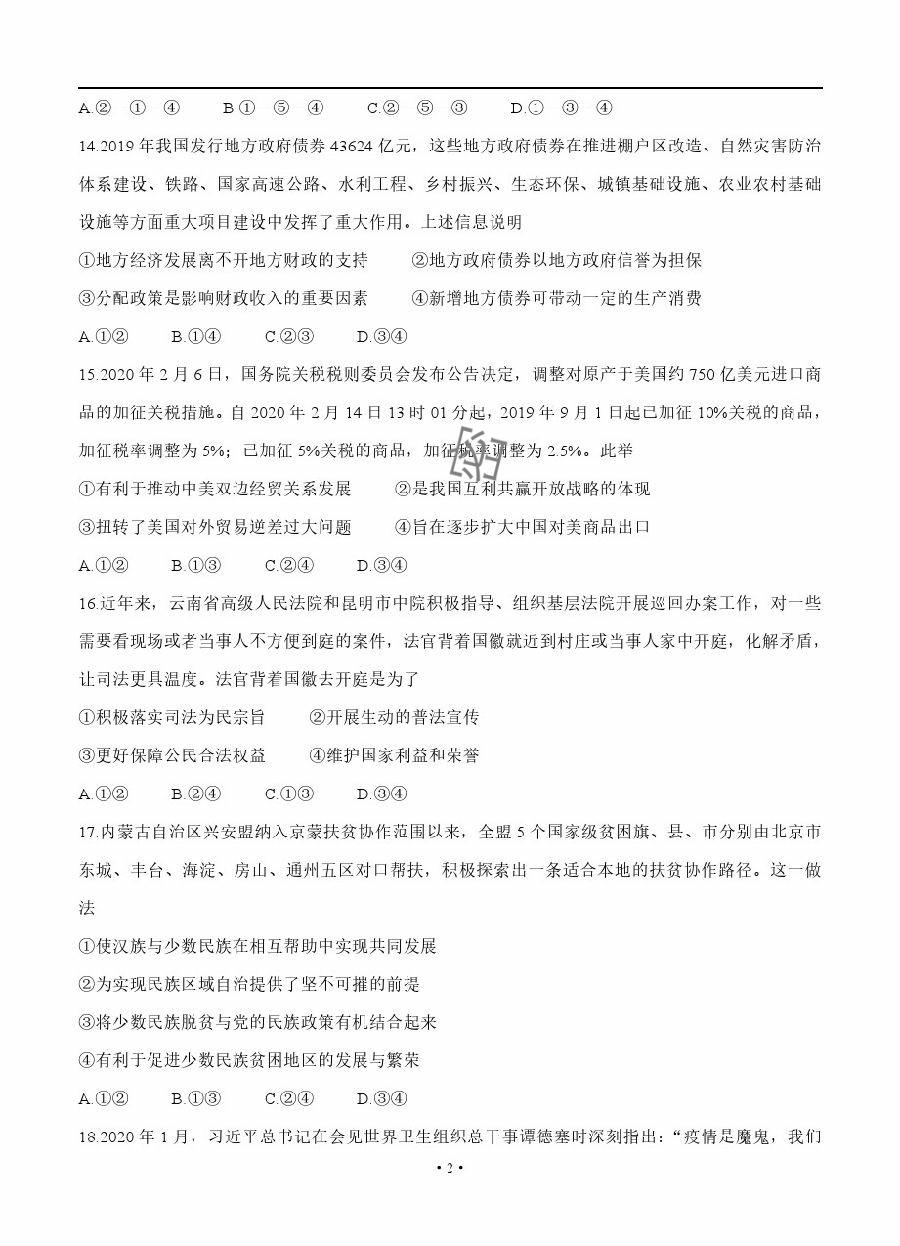 A.② ① ④ B ① ⑤ ④ C.② ⑤ ③ D.① ③ ④
14.2019 年我国发行地方政府债券 43624 亿元，这些地方政府债券在推进棚户区改造、自然灾害防治
体系建设、铁路、国家高速公路、水利工程、乡村振兴、生态环保、城镇基础设施、农业农村基础
设施等方面重大项目建设中发挥了重大作用。上述信息说明
①地方经济发展离不开地方财政的支持 ②地方政府债券以地方政府信誉为担保
③分配政策是影响财政收入的重要因素 ④新增地方债券可带动一定的生产消费
A.①② B.①④ C.②③ D.③④
15.2020 年 2 月 6 日，国务院关税税则委员会发布公告决定，调整对原产于美国约 750 亿美元进口商
品的加征关税措施。自 2020 年 2 月 14 日 13 时 01 分起，2019 年 9 月 1 日起已加征 10%关税的商品，
加征税率调整为 5%；已加征 5%关税的商品，加征税率调整为 2.5%。此举
①有利于推动中美双边经贸关系发展 ②是我国互利共赢开放战略的体现
③扭转了美国对外贸易逆差过大问题 ④旨在逐步扩大中国对美商品出口
A.①② B.①③ C.②④ D.③④
16.近年来，云南省高级人民法院和昆明市中院积极指导、组织基层法院开展巡回办案工作，对一些
需要看现场或老当事人不方便到庭的案件，法官背着国徽就近到村庄或当事人家中开庭，化解矛盾，
让司法更具温度。法官背着国徽去开庭是为了
①积极落实司法为民宗旨 ②开展生动的普法宣传
③更好保障公民合法权益 ④维护国家利益和荣誉
A.①② B.②④ C.①③ D.③④
17.内蒙古自治区兴安盟纳入京蒙扶贫协作范围以来，全盟 5 个国家级贫困旗、县、市分别由北京市
东城、丰台、海淀、房山、通州五区对口帮扶，积极探索出一条适合本地的扶贫协作路径。这一做
法
①使汉族与少数民族在相互帮助中实现共同发展
②为实现民族区域自治提供了坚不可摧的前提
③将少数民族脱贫与党的民族政策有机结合起来
④有利于促进少数民族贫困地区的发展与繁荣
A.①② B.①③ C.②④ D.③④
18.2020 年 1 月，习近平总书记在会见世界卫生组织总干事谭德塞时深刻指出：“疫情是魔鬼，我们
·2·